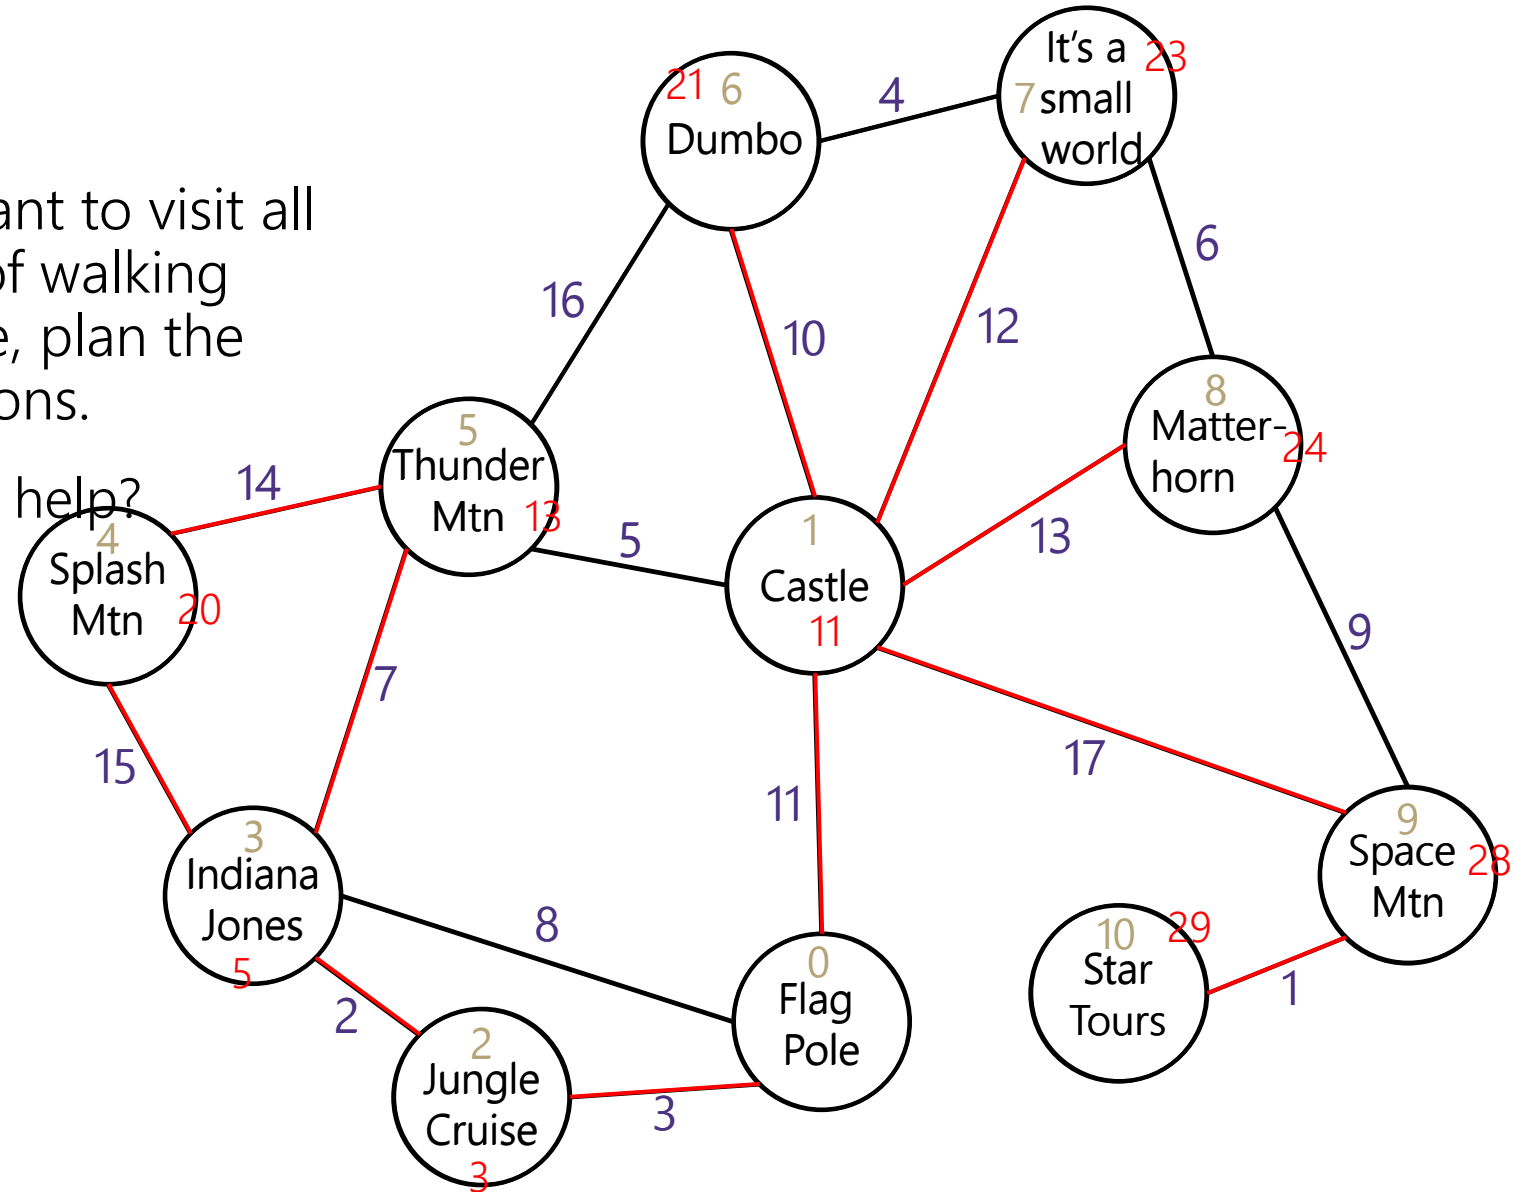 ant to visit all
of walking
e, plan the
ons.
help?
21 6
Dumbo
4
It's a
23
7 small
world
16
10
12
6
5
Thunder
Mtn 13
14
5
8
Matter-
24
horn
13
4
Splash
Mtn
20
1
Castle
11
7
15
11
17
9
3
Indiana
Jones
5
8
2
2
Jungle
Cruise
3
3
0
Flag
Pole
10
29
Star
Tours
1
9
Space
28
Mtn